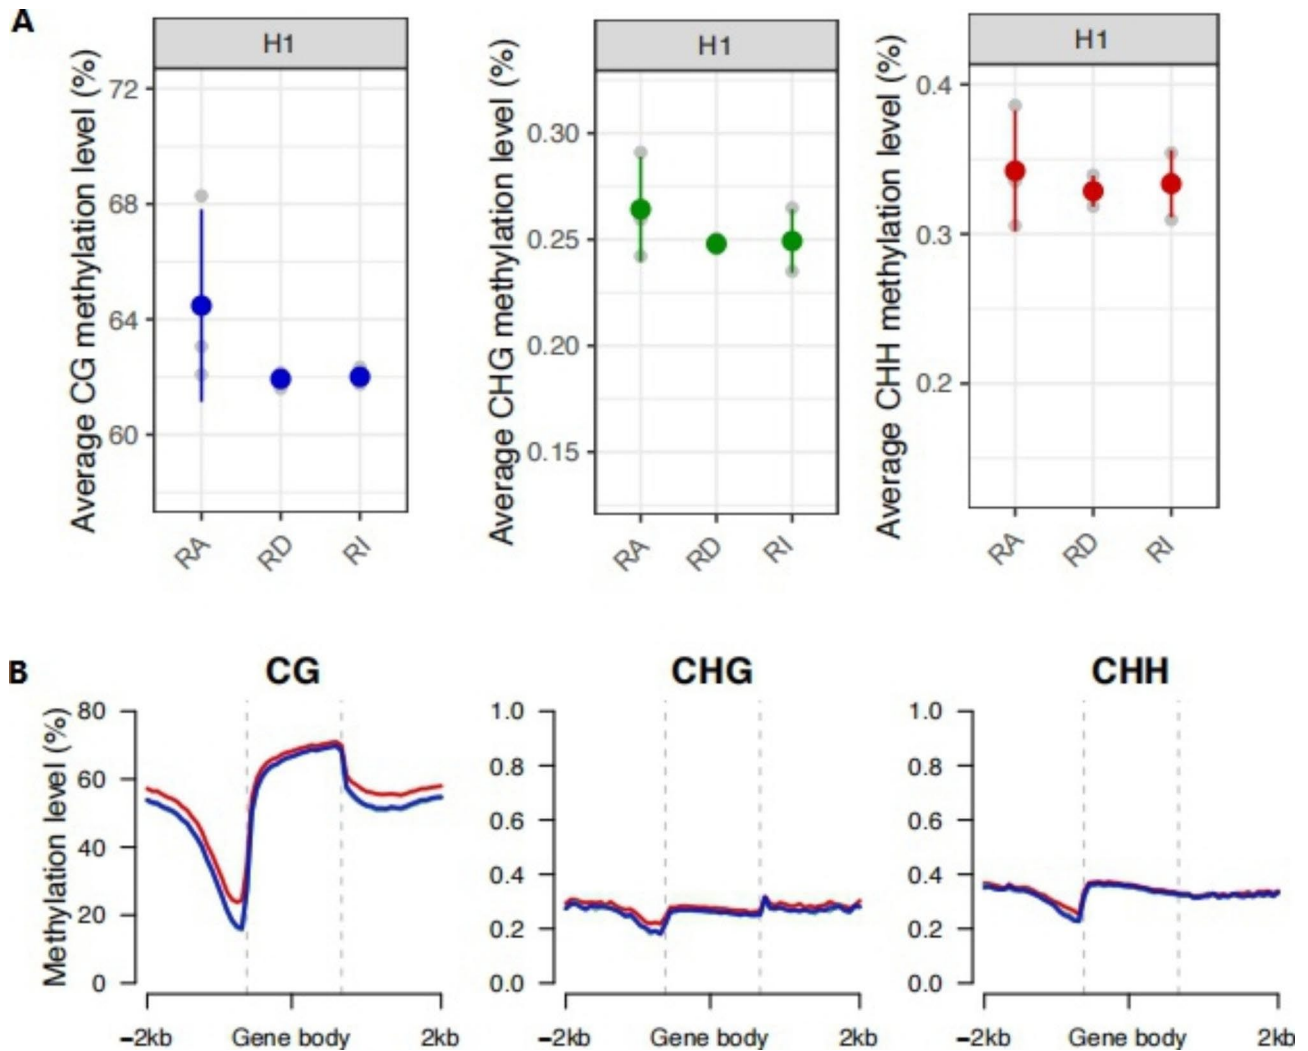 A
H1
Average CG methylation level (%)
72
68
64
60
RA
RD
RI
H1
Average CHG methylation level (%)
0.30
0.25
0.20
0.15
RA
RD
RI
H1
Average CHH methylation level (%)
0.4
0.3
0.2
RA
RD
RI
B
CG
Methylation level (%)
80
60
40
20
0
−2kb
Gene body
2kb
CHG
1.0
0.8
0.6
0.4
0.2
0.0
−2kb
Gene body
2kb
CHH
1.0
0.8
0.6
0.4
0.2
0.0
−2kb
Gene body
2kb